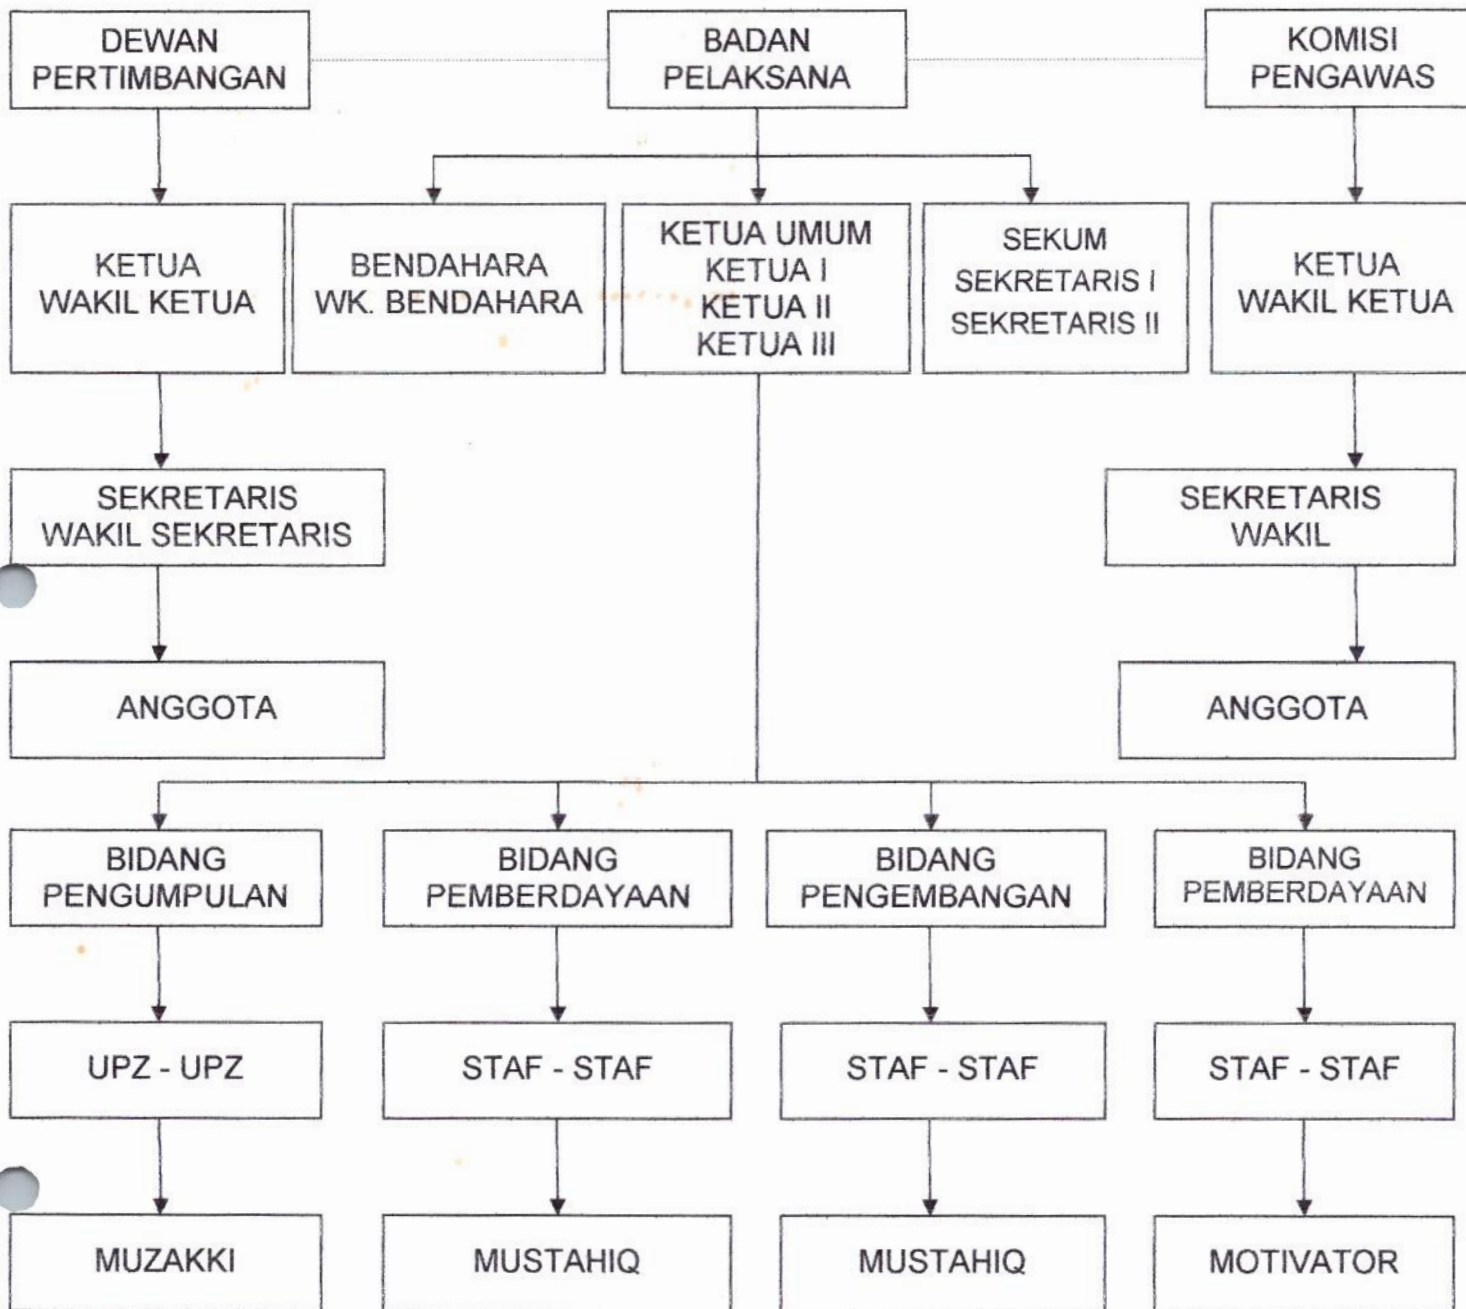 DEWAN
PERTIMBANGAN
BADAN
PELAKSANA
KOMISI
PENGAWAS
KETUA
WAKIL KETUA
BENDAHARA
WK. BENDAHARA
KETUA UMUM
KETUA I
KETUA II
KETUA III
SEKUM
SEKRETARIS I
SEKRETARIS II
KETUA
WAKIL KETUA
SEKRETARIS
WAKIL SEKRETARIS
SEKRETARIS
WAKIL
ANGGOTA
ANGGOTA
BIDANG
PENGUMPULAN
BIDANG
PEMBERDAYAAN
BIDANG
PENGEMBANGAN
BIDANG
PEMBERDAYAAN
UPZ - UPZ
STAF - STAF
STAF - STAF
STAF - STAF
MUZAKKI
MUSTAHIQ
MUSTAHIQ
MOTIVATOR